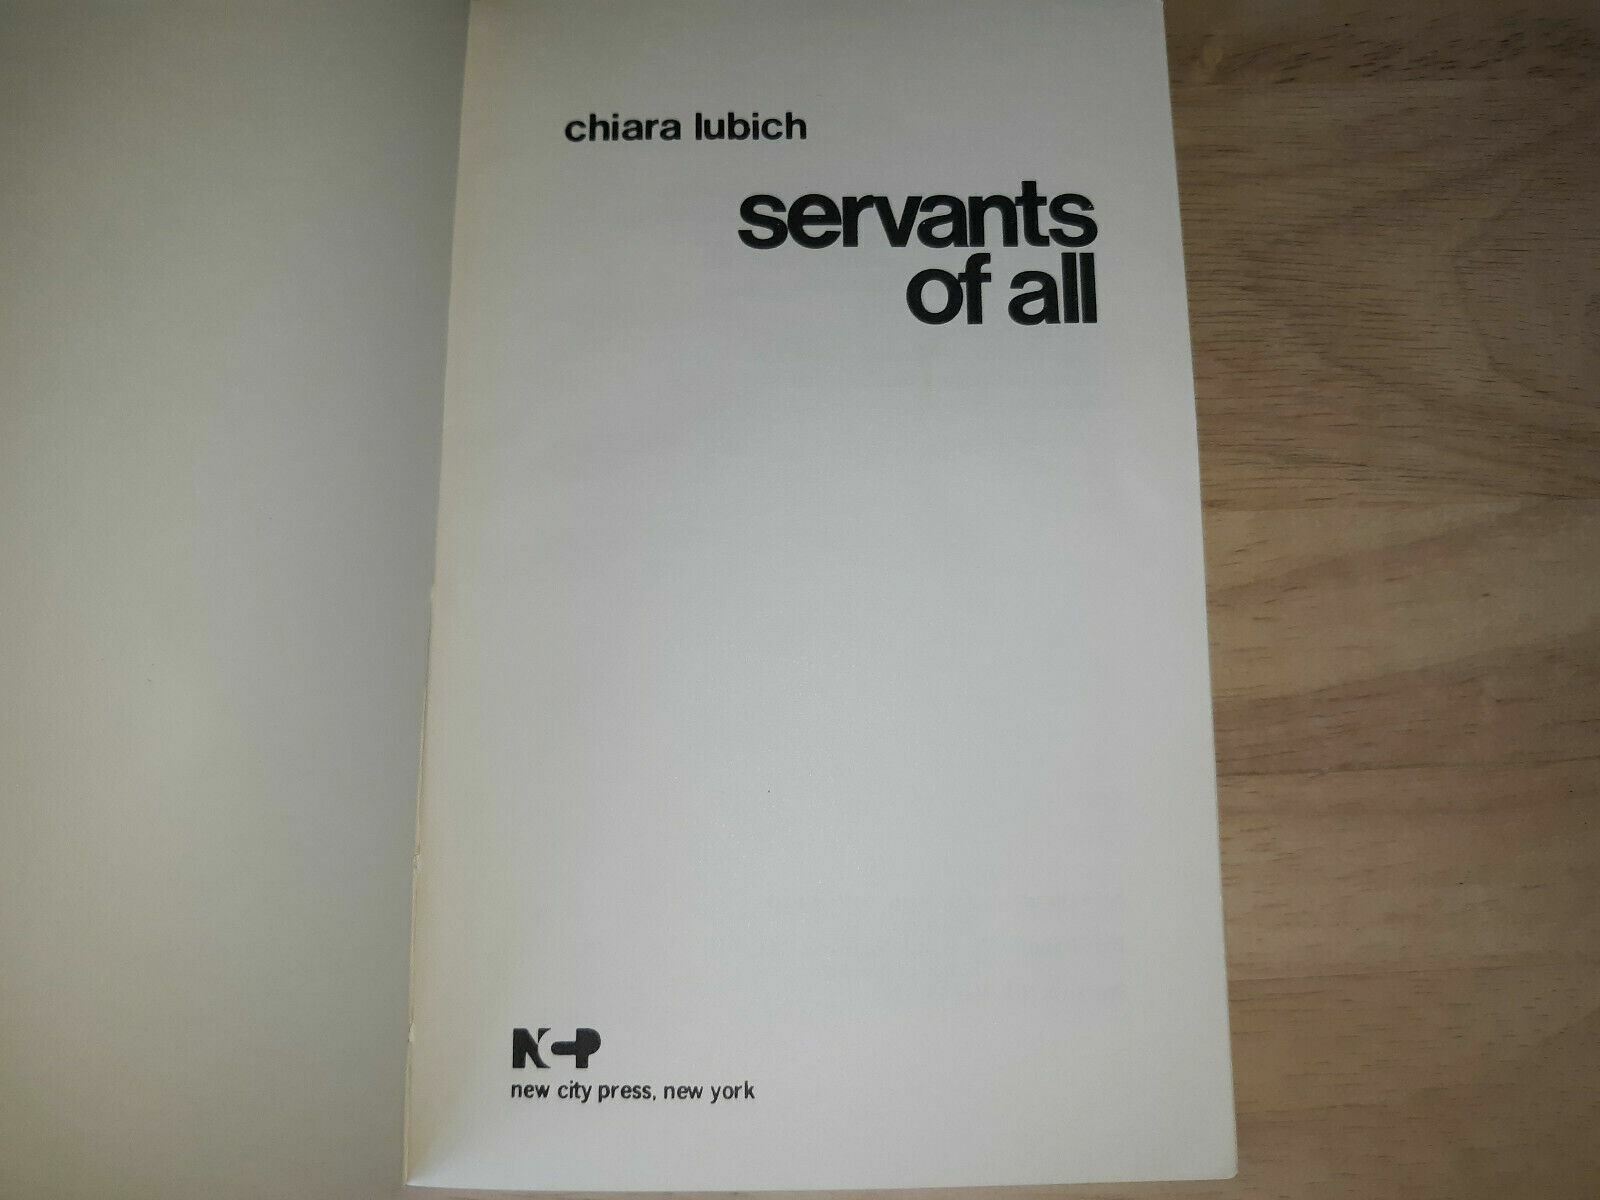 chiara lubich
servants
of all
NCP
new city press, new york